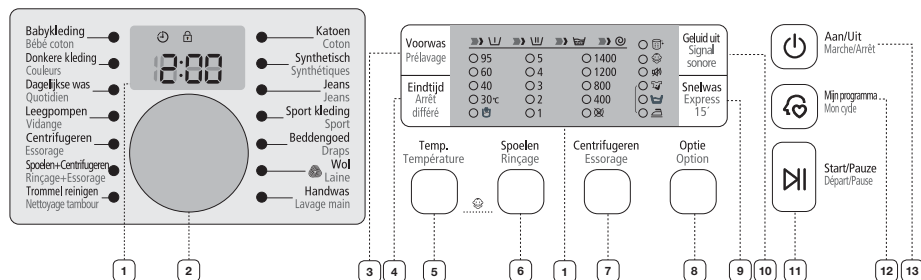 Babykleding
Bébé coton
Donkere kleding
Couleurs
Dagelijkse was
Quotidien
Leegpompen
Vidange
Centrifugeren
Essorage
Spoelen+Centrifugeren
Rinçage+Essorage
Trommel reinigen
Nettoyage tambour
2:00
Katoen
Coton
Synthetisch
Synthétiques
Jeans
Jeans
Sport kleding
Sport
Beddengoed
Draps
Wol
Laine
Handwas
Lavage main
Voorwas
Prélavage
Eindtijd
Arrêt
différé
95 5 1400
60 4 1200
40 3 800
30°C 2 400
1
Geluid uit
Signal
sonore
Snelwas
Express
15´
Temp.
Température
Spoelen
Rinçage
Centrifugeren
Essorage
Optie
Option
Aan/Uit
Marche/Arrêt
Mijn programma
Mon cycle
Start/Pauze
Départ/Pause
1 2 3 4 5 6 1 7 8 9 10 11 12 13